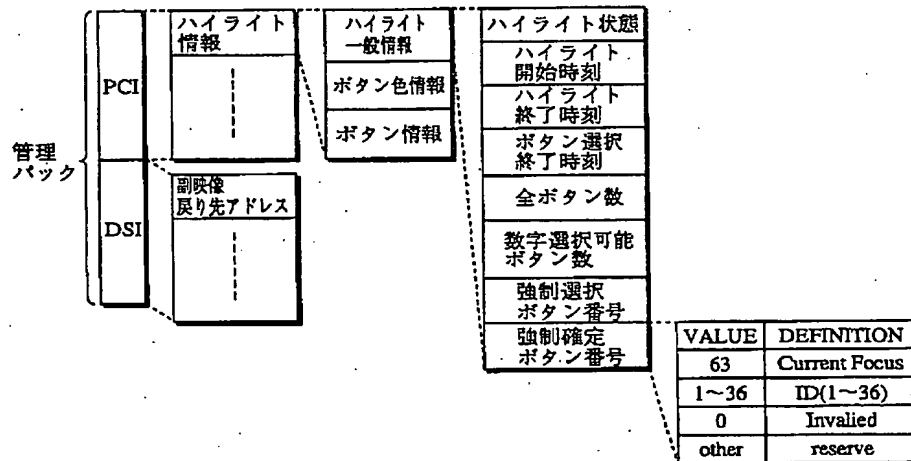 管理
パック
PCI
DSI
ハイライト
情報
副映像
戻り先アドレス
ハイライト
一般情報
ボタン色情報
ボタン情報
ハイライト状態
ハイライト
開始時刻
ハイライト
終了時刻
ボタン選択
終了時刻
全ボタン数
数字選択可能
ボタン数
強制選択
ボタン番号
強制確定
ボタン番号
VALUE DEFINITION
63 Current Focus
1～36 ID(1～36)
0 Invalied
other reserve